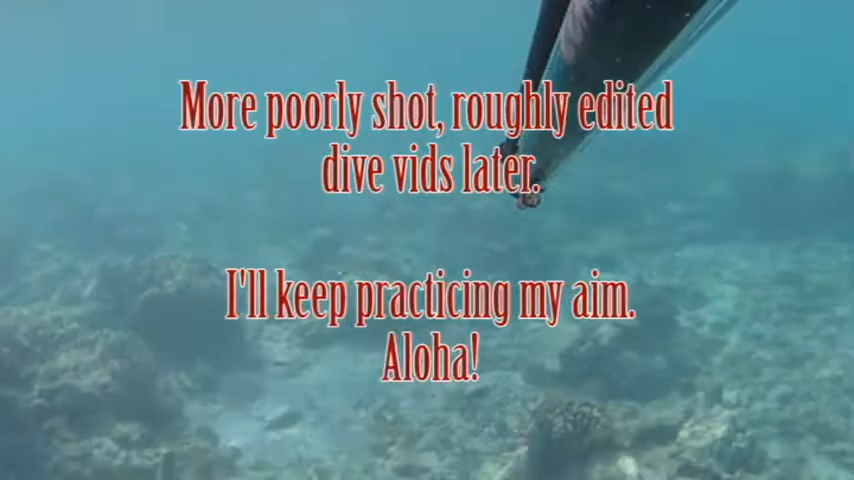 More poorly shot, roughly edited
dive vids later.
I'll keep practicing my aim.
Aloha!